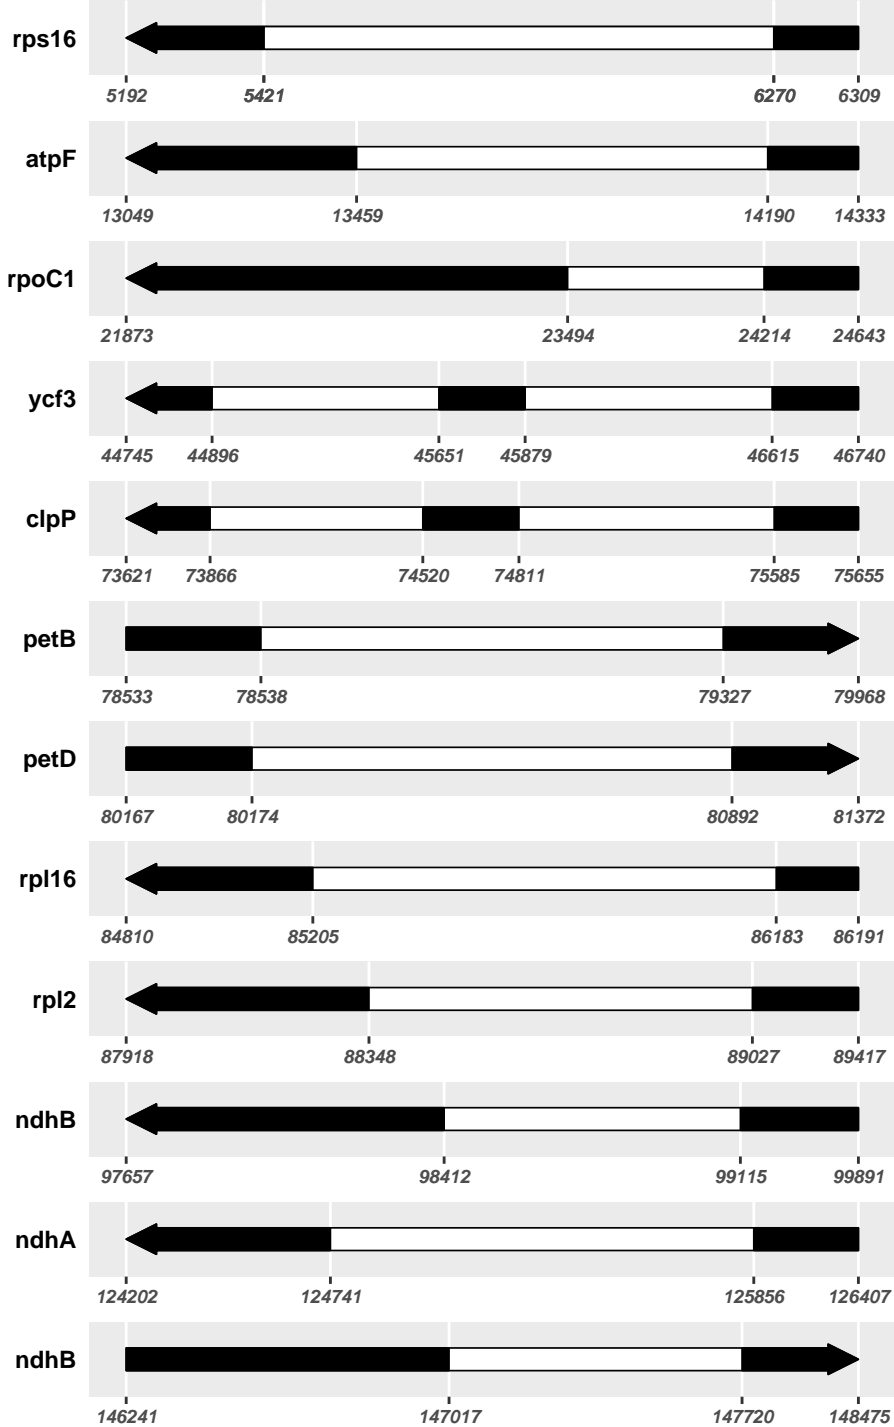 rps16
5192 5421 6270 6309
atpF
13049 13459 14190 14333
rpoC1
21873 23494 24214 24643
ycf3
44745 44896 45651 45879 46615 46740
clpP
73621 73866 74520 74811 75585 75655
petB
78533 78538 79327 79968
petD
80167 80174 80892 81372
rpl16
84810 85205 86183 86191
rpl2
87918 88348 89027 89417
ndhB
97657 98412 99115 99891
ndhA
124202 124741 125856 126407
ndhB
146241 147017 147720 148475